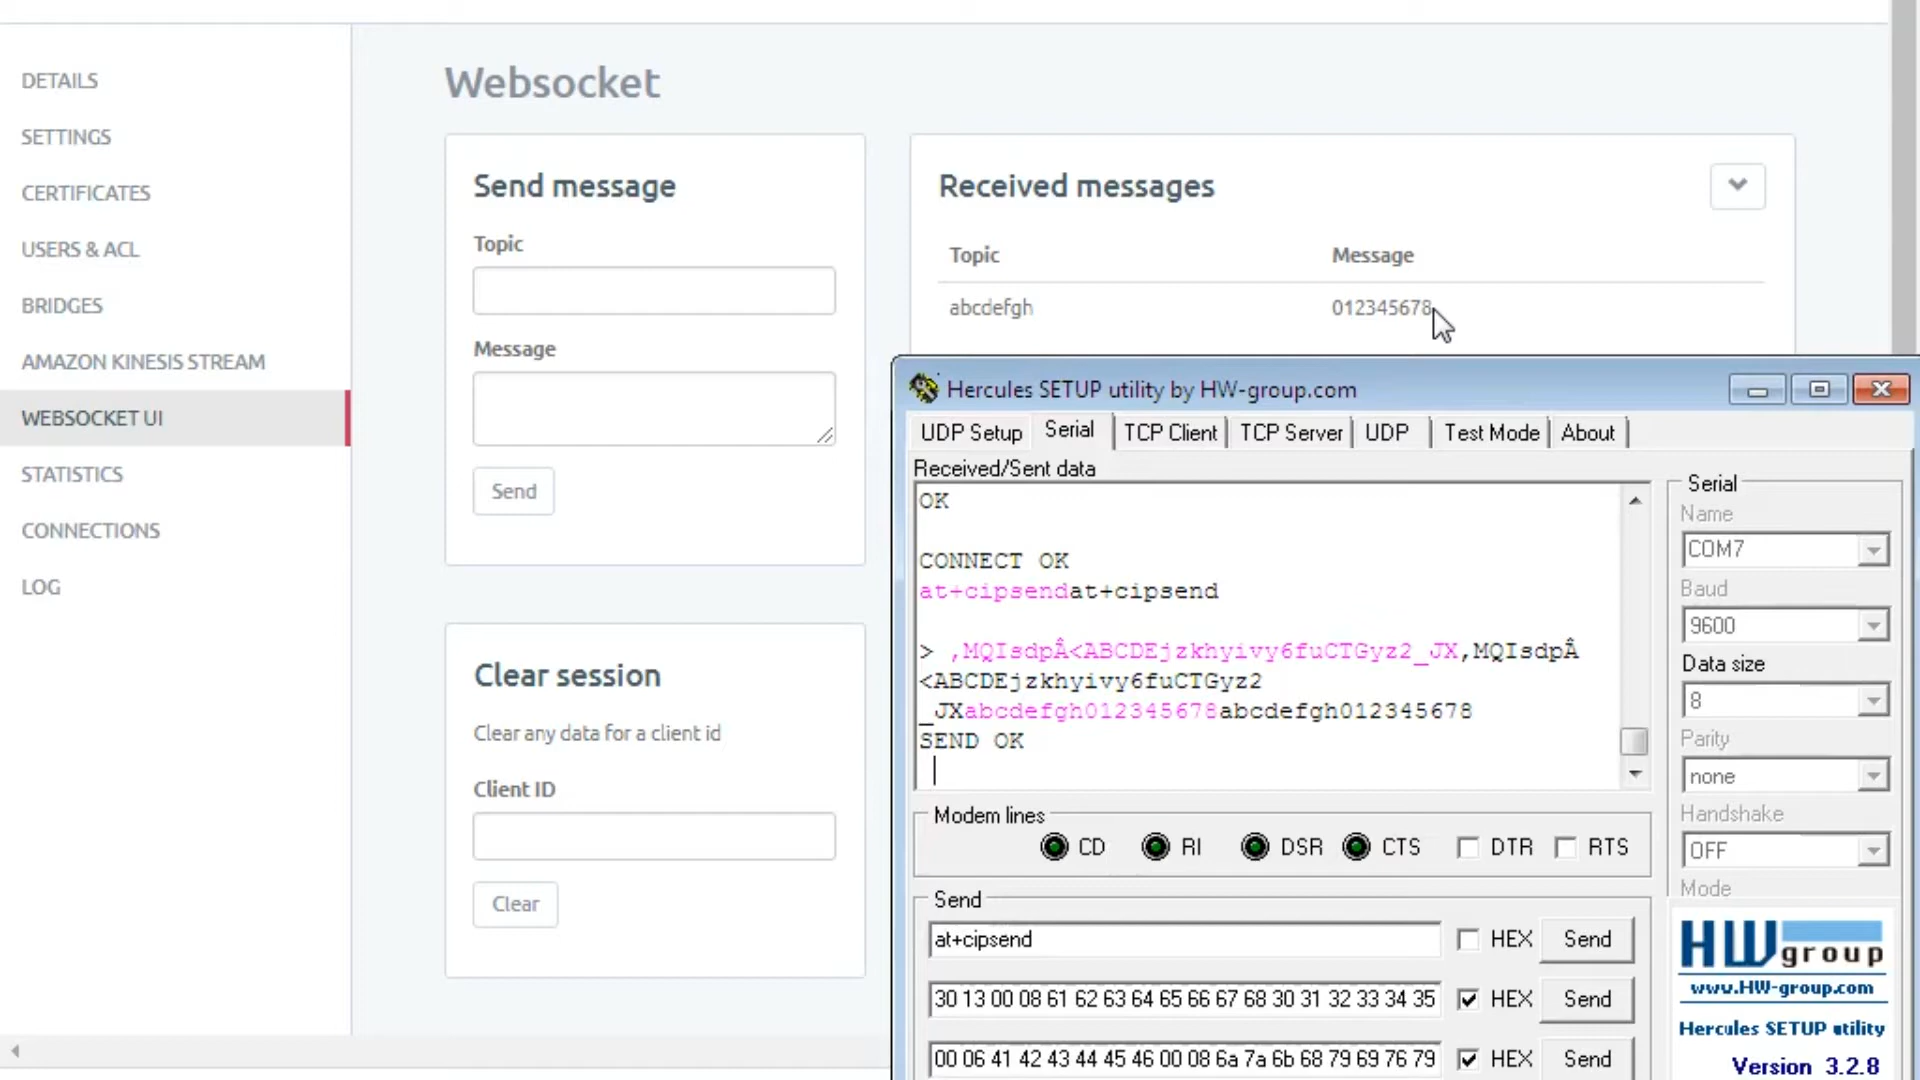 DETAILS
SETTINGS
CERTIFICATES
USERS & ACL
BRIDGES
AMAZON KINESIS STREAM
WEBSOCKET UI
STATISTICS
CONNECTIONS
LOG
Websocket
Send message
Topic
Message
Send
Clear session
Clear any data for a client id
Client ID
Clear
Received messages
Topic Message
abcdefgh 012345678
Hercules SETUP utility by HW-group.com
UDP Setup Serial TCP Client TCP Server UDP Test Mode About
Received/Sent data
OK
CONNECT OK
at+cipsendat+cipsend
> ,MQIsdpÂ<ABCDEjzkhyivy6fuCTGyz2_JX,MQIsdpÂ
<ABCDEjzkhyivy6fuCTGyz2
_JXabcdefgh012345678abcdefgh012345678
SEND OK
Modem lines
CD RI DSR CTS DTR RTS
Send
at+cipsend HEX Send
30 13 00 08 61 62 63 64 65 66 67 68 30 31 32 33 34 35 HEX Send
00 06 41 42 43 44 45 46 00 08 6a 7a 6b 68 79 69 76 79 HEX Send
Serial
Name
COM7
Baud
9600
Data size
8
Parity
none
Handshake
OFF
Mode
HWgroup
www.HW-group.com
Hercules SETUP utility
Version 3.2.8